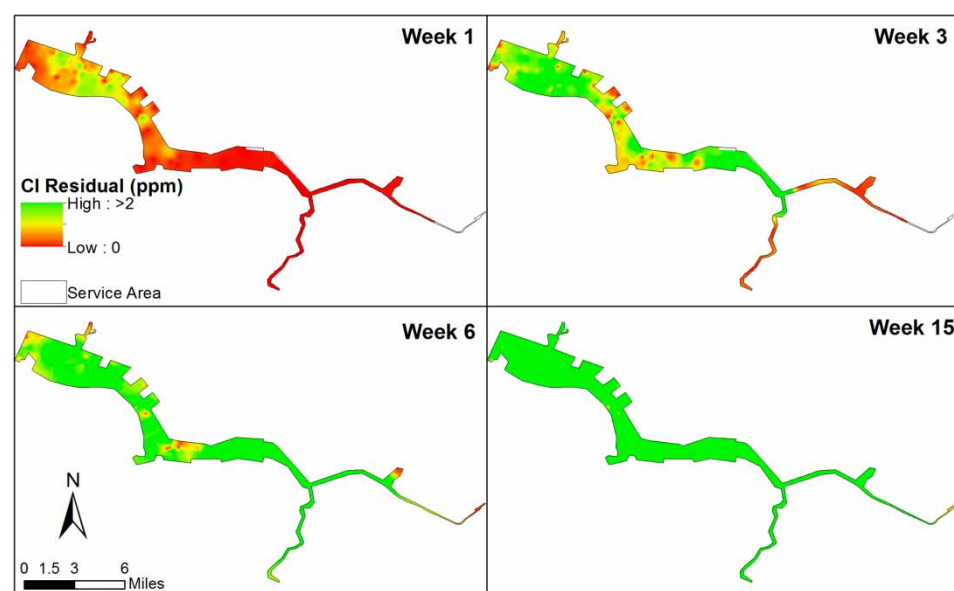 Week 1
Week 3
Cl Residual (ppm)
High : >2
Low : 0
Service Area
Week 6
Week 15
N
0 1.5 3 6
Miles